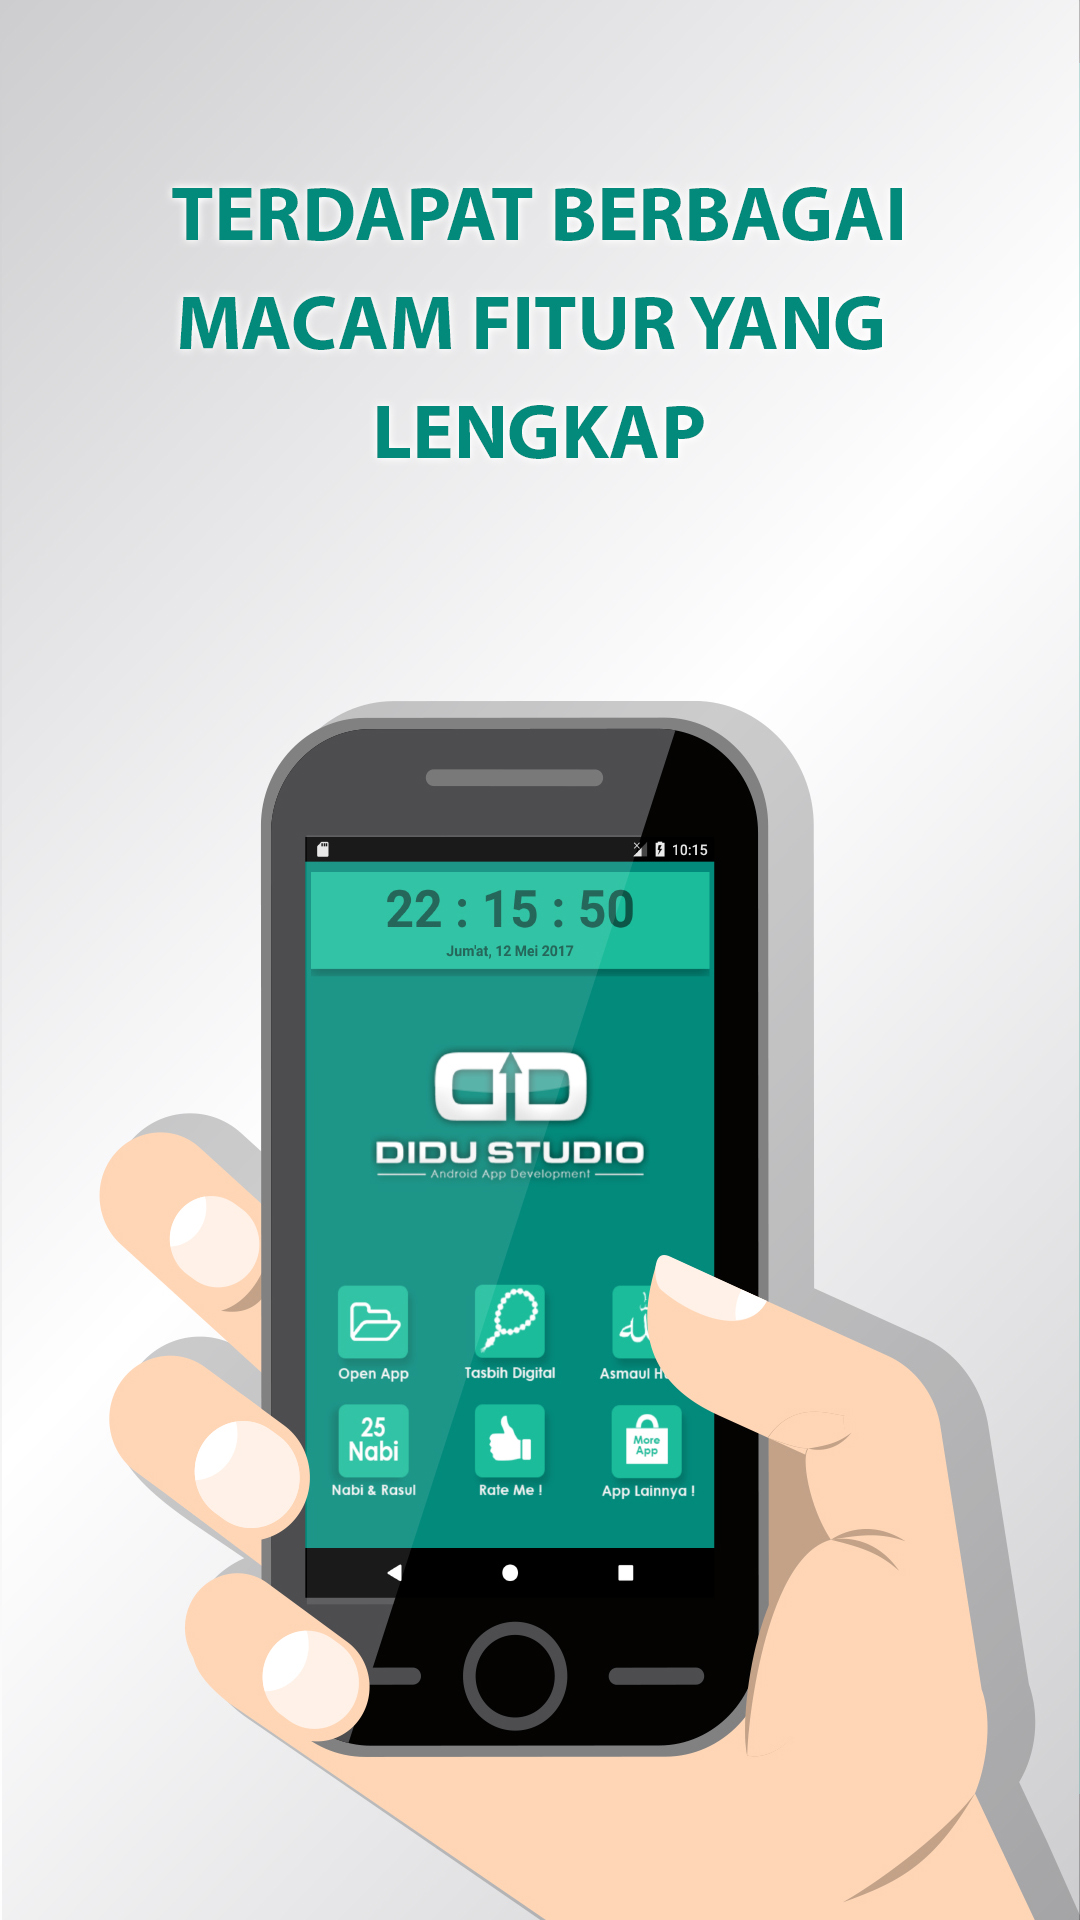 TERDAPAT BERBAGAI
MACAM FITUR YANG
LENGKAP
10:15
22 : 15 : 50
Jum'at, 12 Mei 2017
DIDU STUDIO
Android App Development
Open App
Tasbih Digital
Asmaul
25
Nabi
More
App
Nabi & Rasul
Rate Me !
App Lainnya !